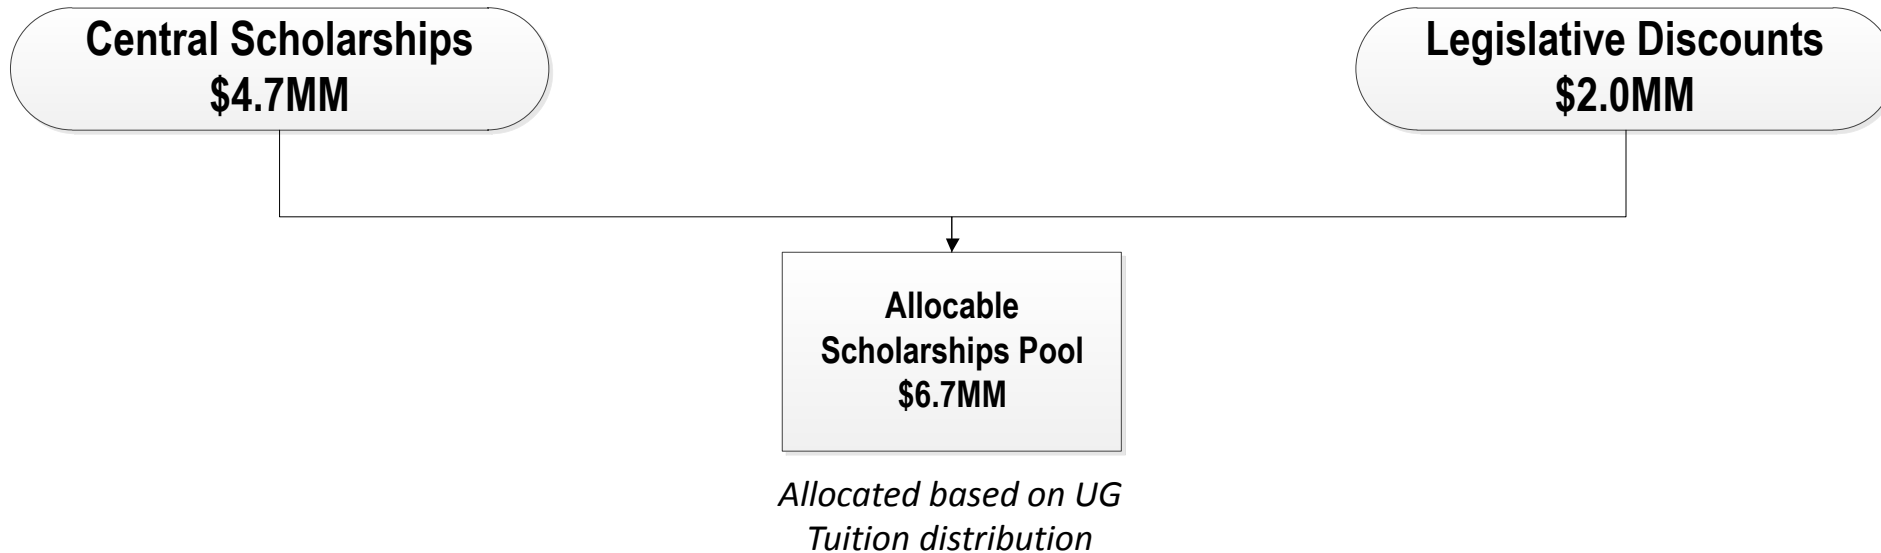 Central Scholarships
$4.7MM
Legislative Discounts
$2.0MM
Allocable
Scholarships Pool
$6.7MM
Allocated based on UG
Tuition distribution